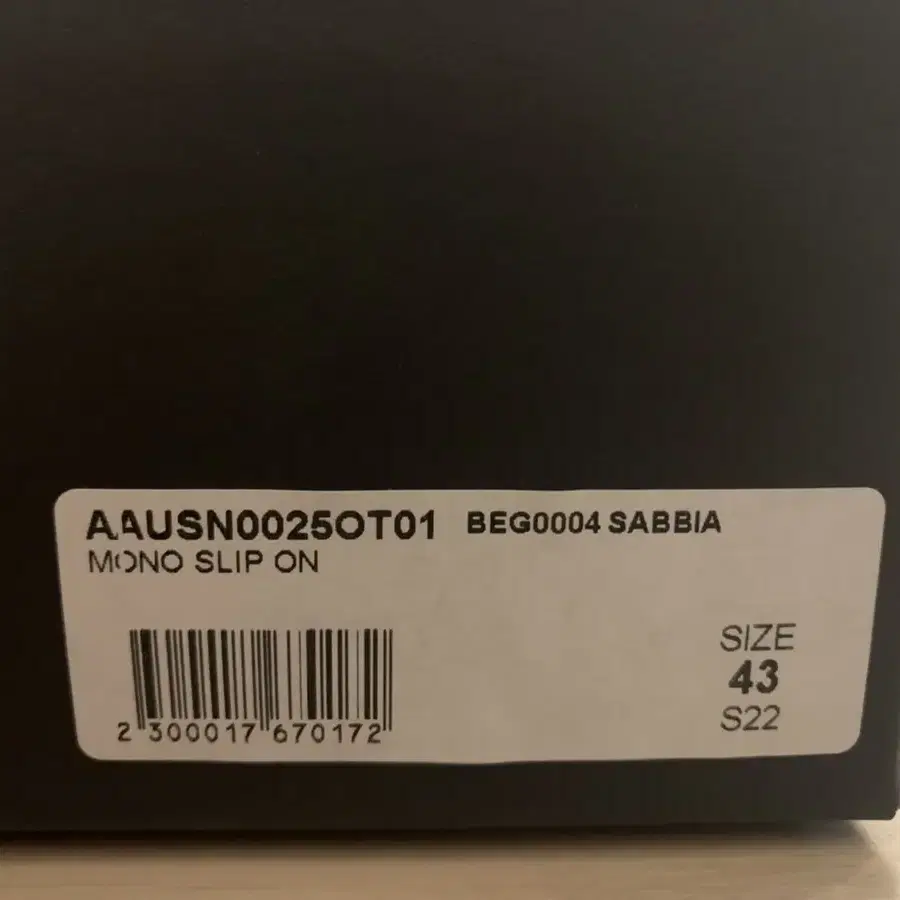 AAUSN0025OT01 BEG0004 SABBIA
MONO SLIP ON
SIZE
43
S22
2 300017 670172